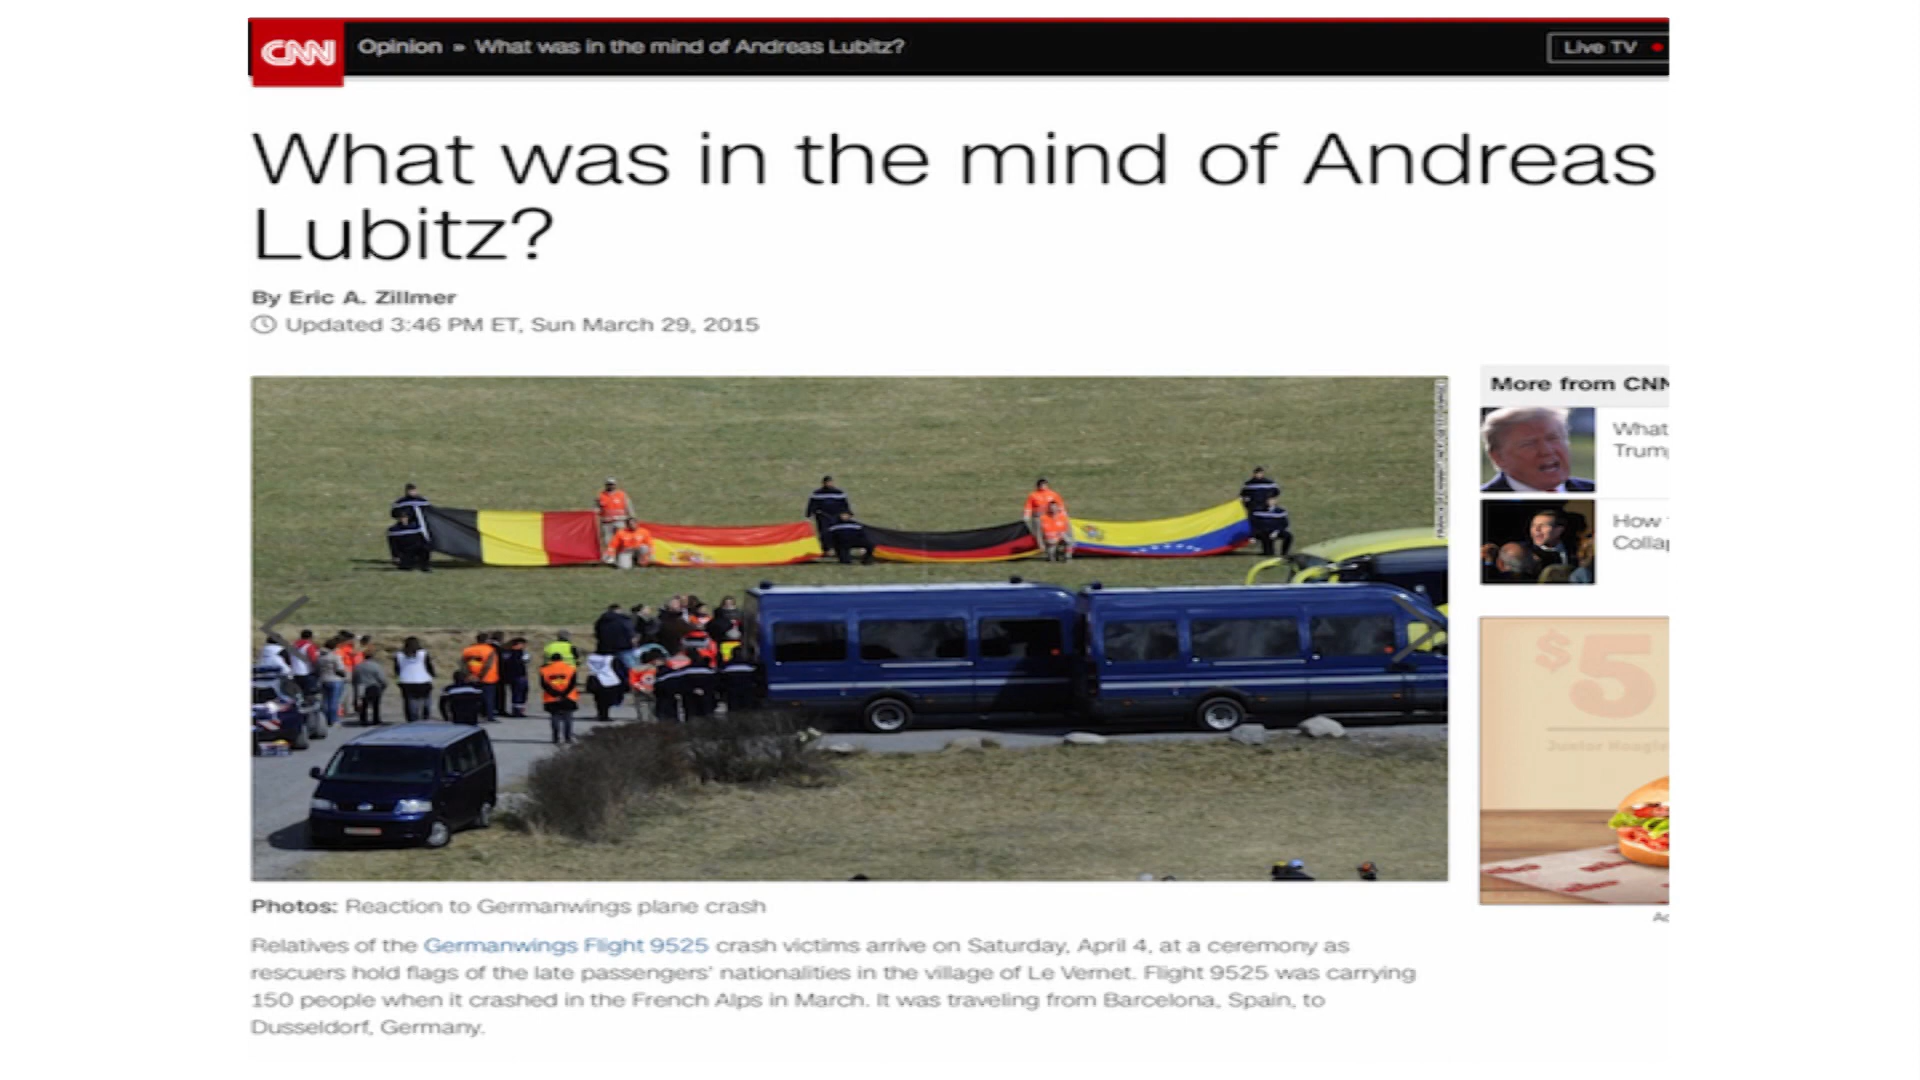 CNN
Opinion » What was in the mind of Andreas Lubitz?
Live TV
What was in the mind of Andreas
Lubitz?
By Eric A. Zillmer
Updated 3:46 PM ET, Sun March 29, 2015
More from CNN
What
Trum
How
Colla
$5
Junior
Photos: Reaction to Germanwings plane crash
Relatives of the Germanwings Flight 9525 crash victims arrive on Saturday, April 4, at a ceremony as
rescuers hold flags of the late passengers' nationalities in the village of Le Vernet. Flight 9525 was carrying
150 people when it crashed in the French Alps in March. It was traveling from Barcelona, Spain, to
Dusseldorf, Germany.